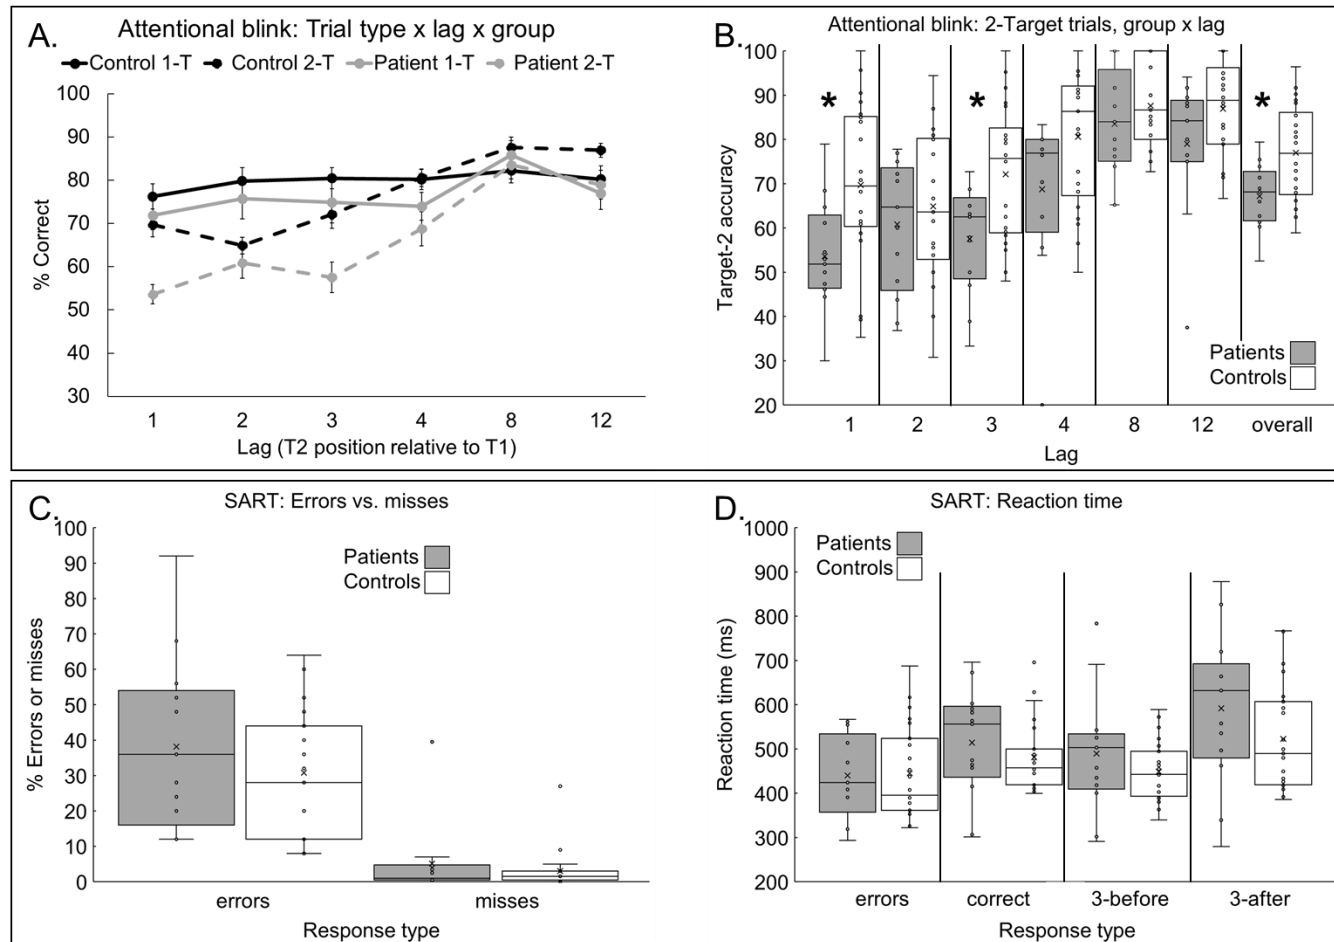 A.
Attentional blink: Trial type x lag x group
Control 1-T Control 2-T Patient 1-T Patient 2-T
100
90
80
70
60
50
40
30
% Correct
1 2 3 4 8 12
Lag (T2 position relative to T1)
B.
Attentional blink: 2-Target trials, group x lag
100
90
80
70
60
50
40
30
20
Target-2 accuracy
* * *
Patients
Controls
1 2 3 4 8 12 overall
Lag
C.
SART: Errors vs. misses
100
90
80
70
60
50
40
30
20
10
0
% Errors or misses
Patients
Controls
errors misses
Response type
D.
SART: Reaction time
1000
900
800
700
600
500
400
300
200
Reaction time (ms)
Patients
Controls
errors correct 3-before 3-after
Response type